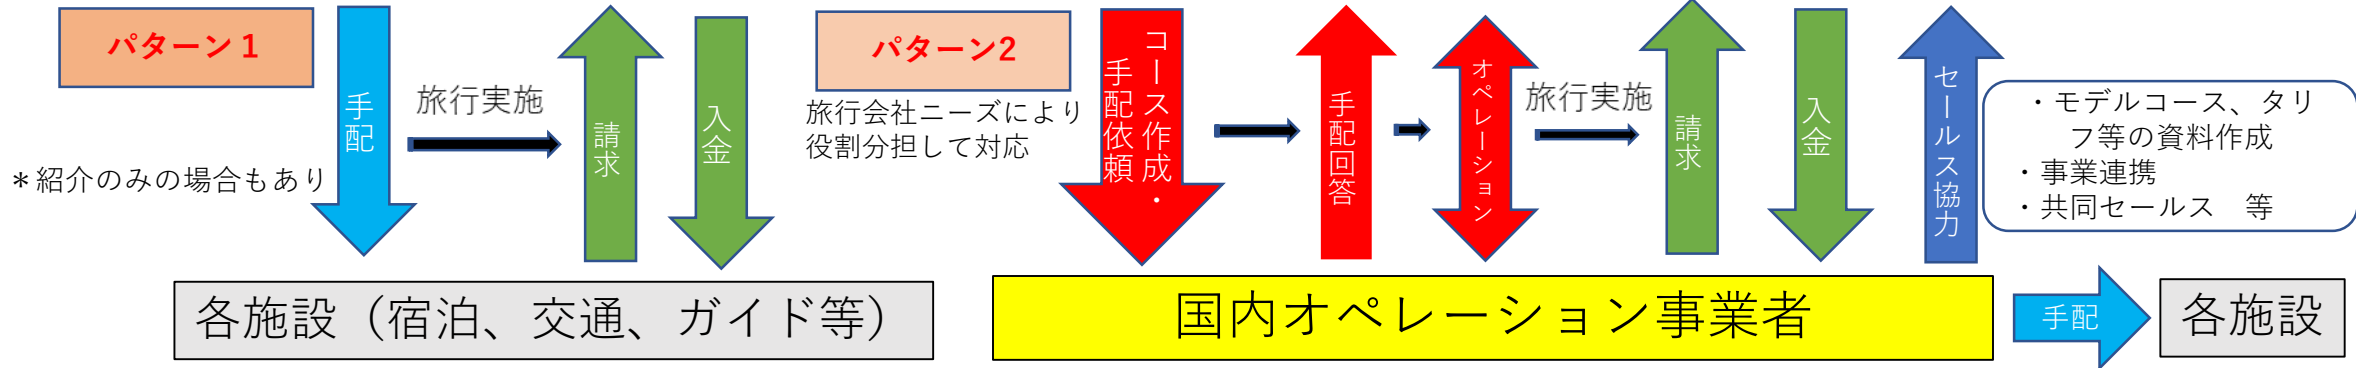 パターン１
手配
旅行実施
請求
入金
＊紹介のみの場合もあり
各施設（宿泊、交通、ガイド等）
パターン2
旅行会社ニーズにより
役割分担して対応
コース作成・
手配依頼
手配回答
オペレーション
旅行実施
請求
入金
セールス協力
・モデルコース、タリ
フ等の資料作成
・事業連携
・共同セールス　等
国内オペレーション事業者
手配
各施設